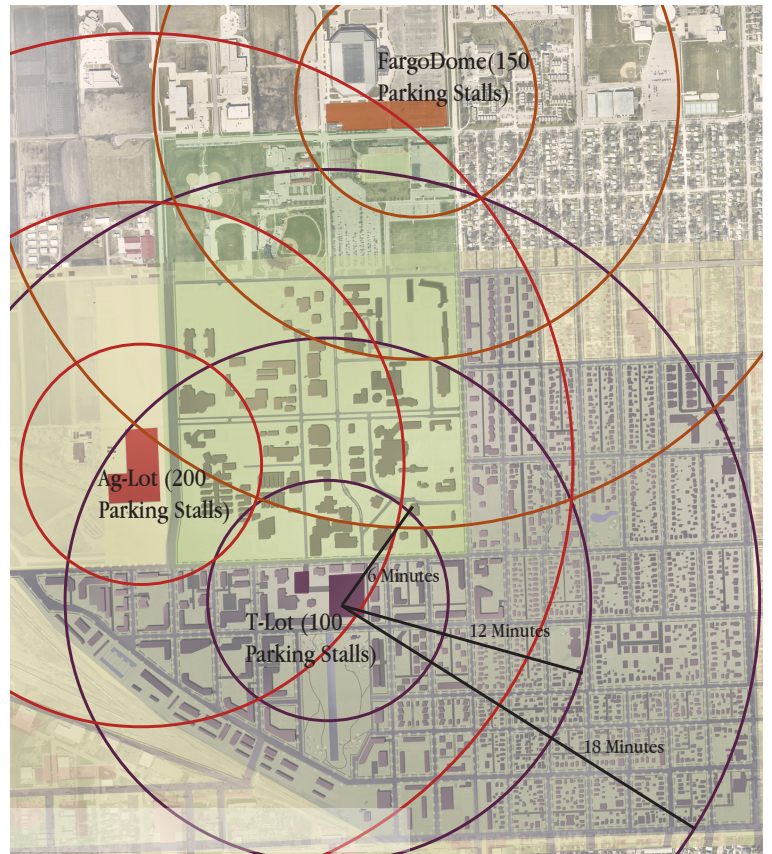 FargoDome(150
Parking Stalls)
Ag-Lot (200
Parking Stalls)
6 Minutes
T-Lot (100
Parking Stalls)
12 Minutes
18 Minutes